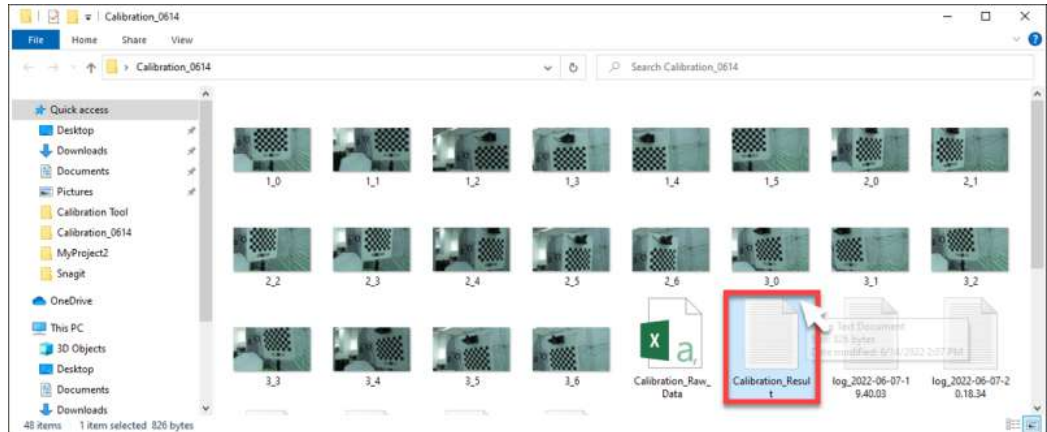 Calibration_0614
File Home Share View
Calibration_0614
Search Calibration_0614
Quick access
Desktop
Downloads
Documents
Pictures
Calibration Tool
Calibration_0614
MyProject2
Snagit
OneDrive
This PC
3D Objects
Desktop
Documents
Downloads
1_0 1_1 1_2 1_3 1_4 1_5 2_0 2_1
2_2 2_3 2_4 2_5 2_6 3_0 3_1 3_2
3_3 3_4 3_5 3_6 Calibration_Raw_ Calibration_Resul log_2022-06-07-1 log_2022-06-07-2
Data t 9.40.03 0.18.34
Text Document
826 bytes
Date modified: 6/14/2022 2:07 PM
48 items 1 item selected 826 bytes